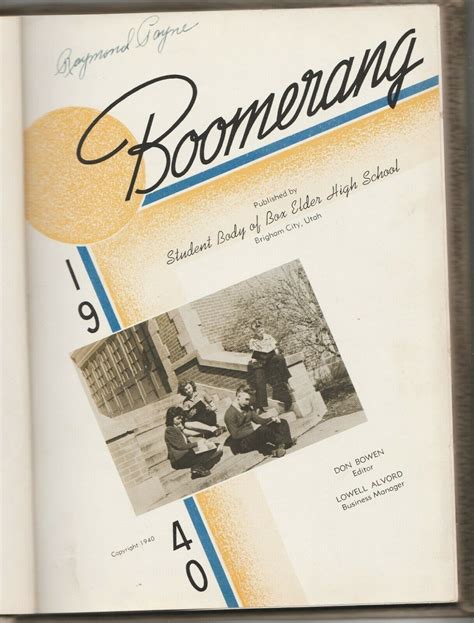 Raymond Payne
Boomerang
Published by
Student Body of Box Elder High School
Brigham City, Utah
19
DON BOWEN
Editor
LOWELL ALVORD
Business Manager
Copyright 1940
40